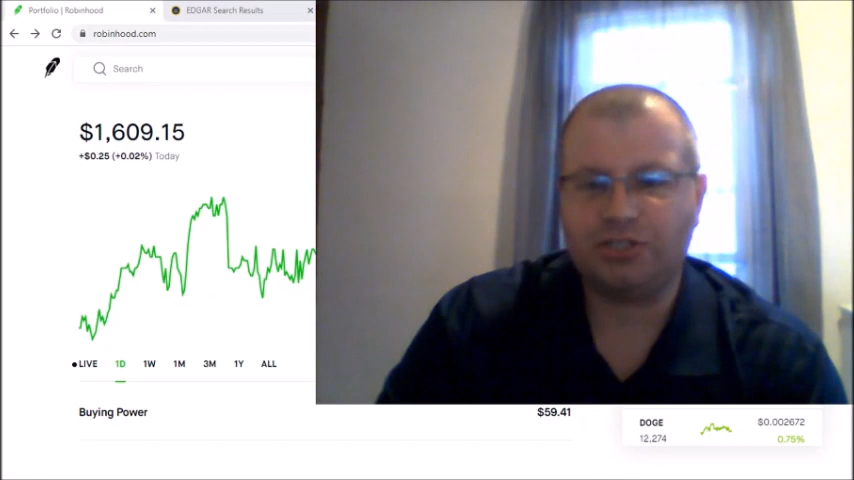 Portfolio | Robinhood
EDGAR Search Results
robinhood.com
Search
$1,609.15
+$0.25 (+0.02%) Today
LIVE 1D 1W 1M 3M 1Y ALL
Buying Power $59.41
DOGE $0.002672
12,274 0.75%